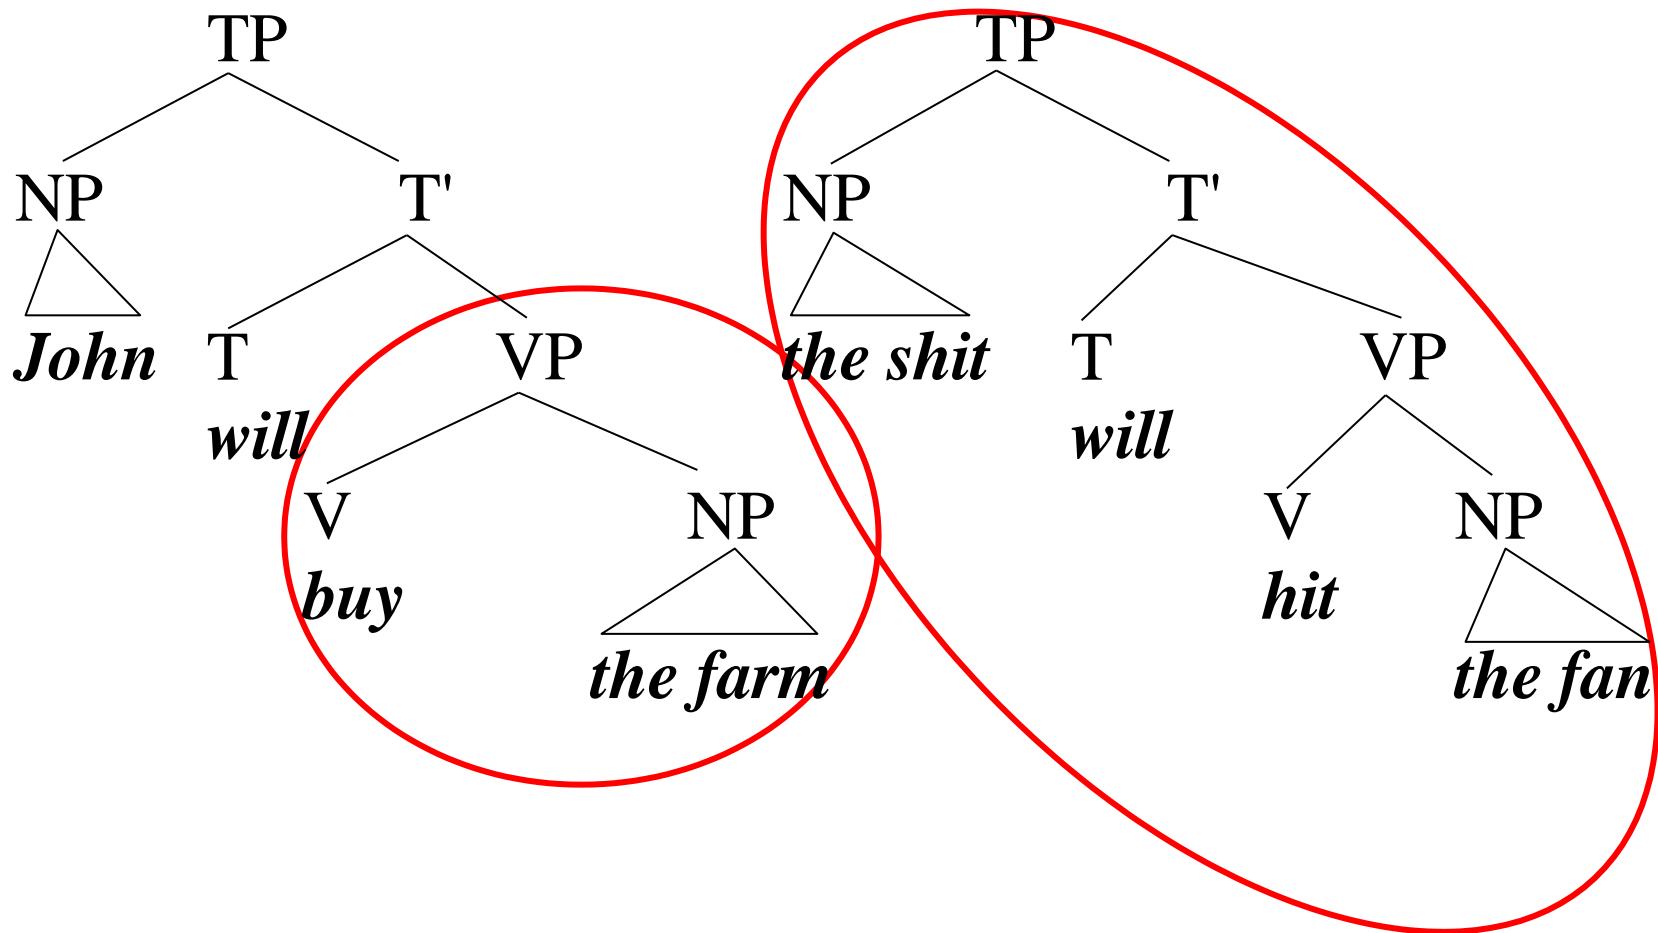 TP TP
NP T' NP T'
John T VP the shit T VP
will will
V NP V NP
buy hit
the farm the fan